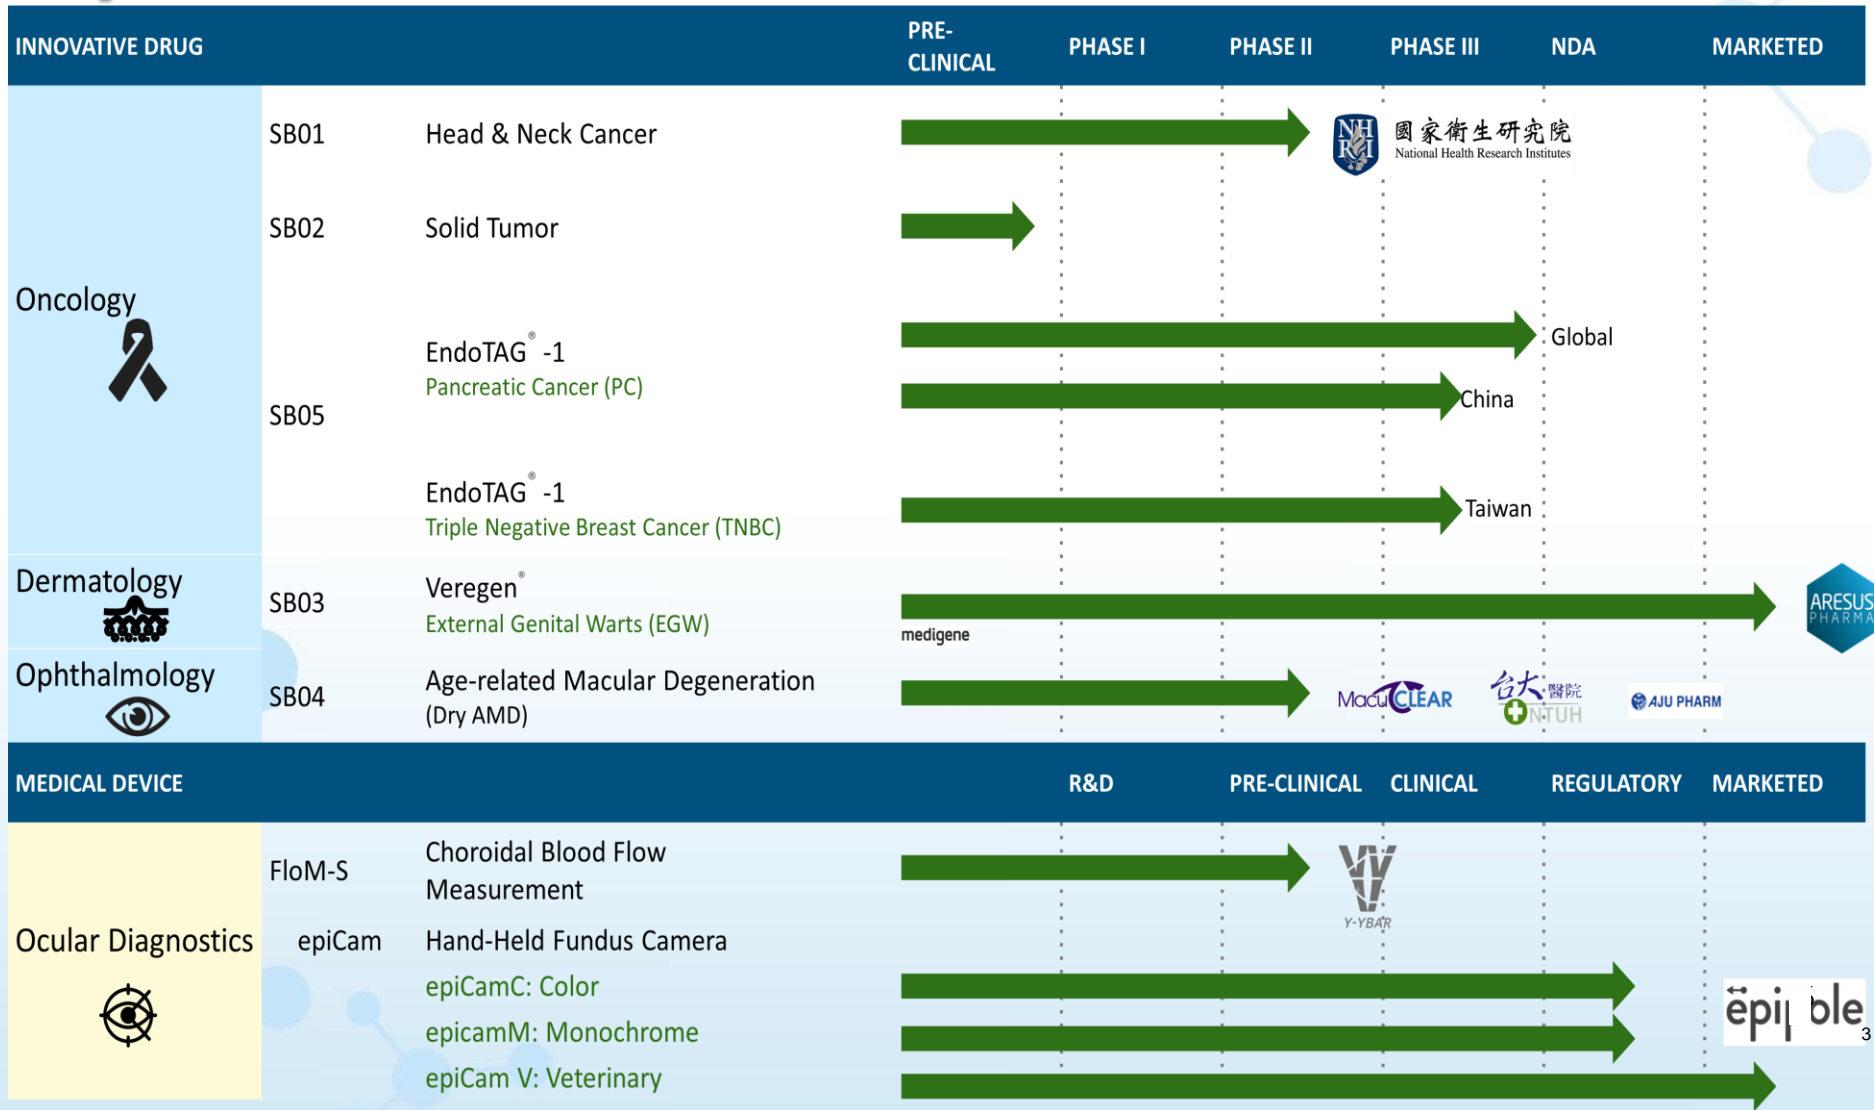 INNOVATIVE DRUG
PRE-
CLINICAL
PHASE I
PHASE II
PHASE III
NDA
MARKETED
Oncology
SB01
Head & Neck Cancer
NH
RI
國家衛生研究院
National Health Research Institutes
SB02
Solid Tumor
SB05
EndoTAG® -1
Pancreatic Cancer (PC)
Global
China
EndoTAG® -1
Triple Negative Breast Cancer (TNBC)
Taiwan
Dermatology
SB03
Veregen®
External Genital Warts (EGW)
medigene
ARESUS
PHARMA
Ophthalmology
SB04
Age-related Macular Degeneration
(Dry AMD)
MacuCLEAR
台大醫院
NTUH
AJU PHARM
MEDICAL DEVICE
R&D
PRE-CLINICAL
CLINICAL
REGULATORY
MARKETED
Ocular Diagnostics
FloM-S
Choroidal Blood Flow
Measurement
Y-YBAR
epiCam
Hand-Held Fundus Camera
epiCamC: Color
epicamM: Monochrome
epiCam V: Veterinary
3